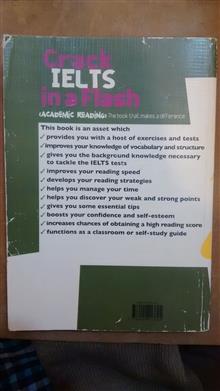 Crack
IELTS
in a Flash
(ACADEMIC READING) The book that makes a difference
This book is an asset which
✓ provides you with a host of exercises and tests
✓ improves your knowledge of vocabulary and structure
✓ gives you the background knowledge necessary
to tackle the IELTS tests
✓ improves your reading speed
✓ develops your reading strategies
✓ helps you manage your time
✓ helps you discover your weak and strong points
✓ gives you some essential tips
✓ boosts your confidence and self-esteem
✓ increases chances of obtaining a high reading score
✓ functions as a classroom or self-study guide